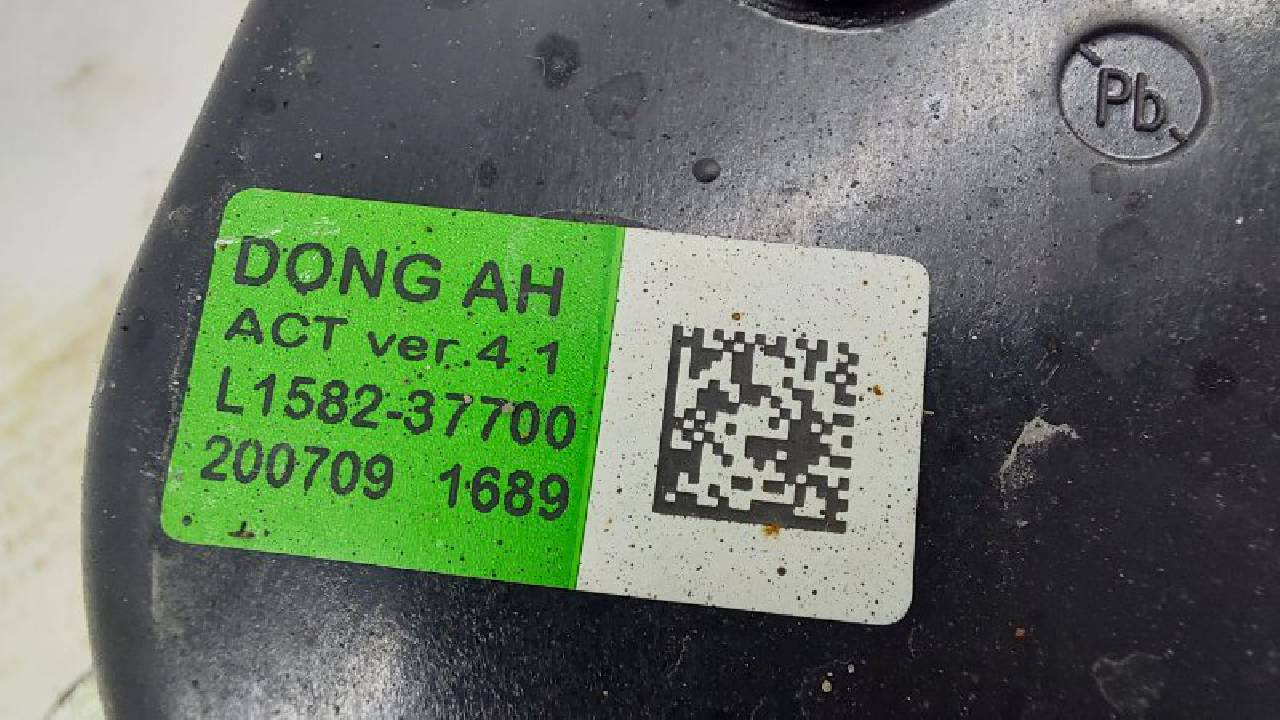 Pb
DONG AH
ACT ver.4.1
L1582-37700
200709 1689